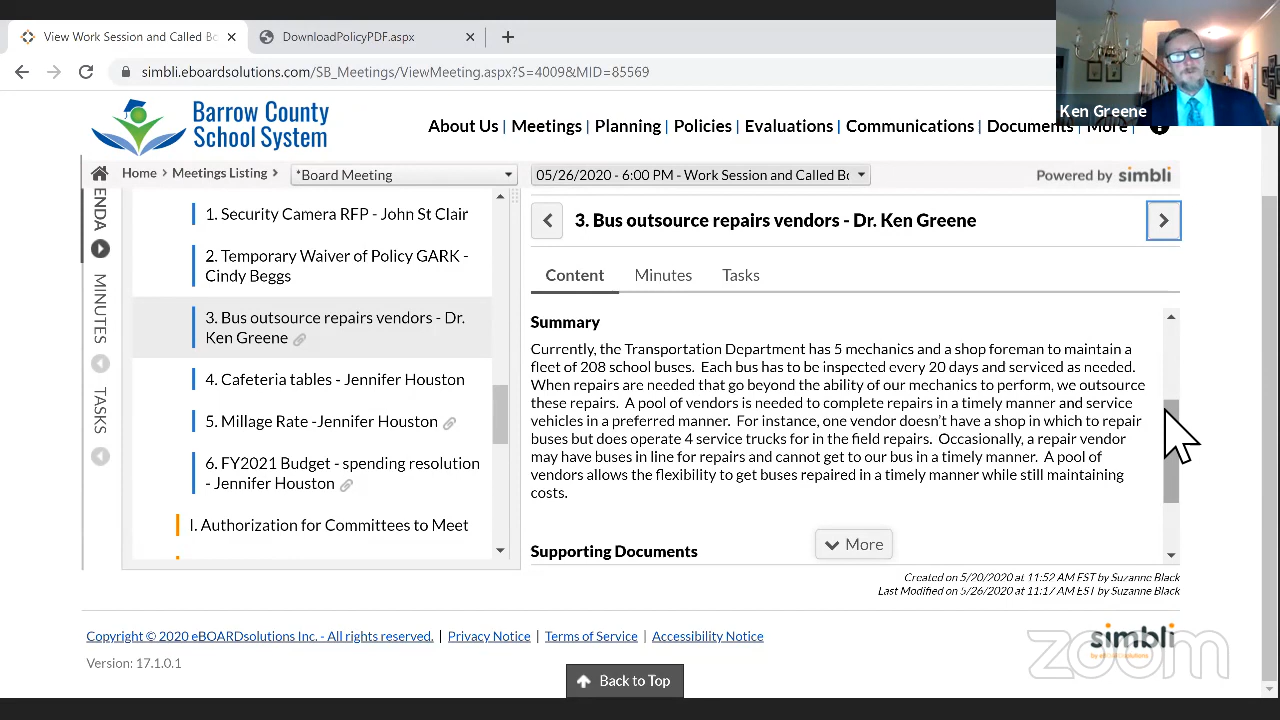 View Work Session and Called Bo
DownloadPolicyPDF.aspx
simbli.eboardsolutions.com/SB_Meetings/ViewMeeting.aspx?S=4009&MID=85569
Ken Greene
Barrow County
School System
About Us | Meetings | Planning | Policies | Evaluations | Communications | Documents | More
Home > Meetings Listing > *Board Meeting
05/26/2020 - 6:00 PM - Work Session and Called Bo
Powered by simbli
ENDA
MINUTES
TASKS
1. Security Camera RFP - John St Clair
2. Temporary Waiver of Policy GARK -
Cindy Beggs
3. Bus outsource repairs vendors - Dr.
Ken Greene
4. Cafeteria tables - Jennifer Houston
5. Millage Rate -Jennifer Houston
6. FY2021 Budget - spending resolution
- Jennifer Houston
I. Authorization for Committees to Meet
3. Bus outsource repairs vendors - Dr. Ken Greene
Content Minutes Tasks
Summary
Currently, the Transportation Department has 5 mechanics and a shop foreman to maintain a
fleet of 208 school buses. Each bus has to be inspected every 20 days and serviced as needed.
When repairs are needed that go beyond the ability of our mechanics to perform, we outsource
these repairs. A pool of vendors is needed to complete repairs in a timely manner and service
vehicles in a preferred manner. For instance, one vendor doesn't have a shop in which to repair
buses but does operate 4 service trucks for in the field repairs. Occasionally, a repair vendor
may have buses in line for repairs and cannot get to our bus in a timely manner. A pool of
vendors allows the flexibility to get buses repaired in a timely manner while still maintaining
costs.
More
Supporting Documents
Created on 5/20/2020 at 11:52 AM EST by Suzanne Black
Last Modified on 5/26/2020 at 11:17 AM EST by Suzanne Black
Copyright © 2020 eBOARDsolutions Inc. - All rights reserved. | Privacy Notice | Terms of Service | Accessibility Notice
simbli
zoom
Version: 17.1.0.1
Back to Top